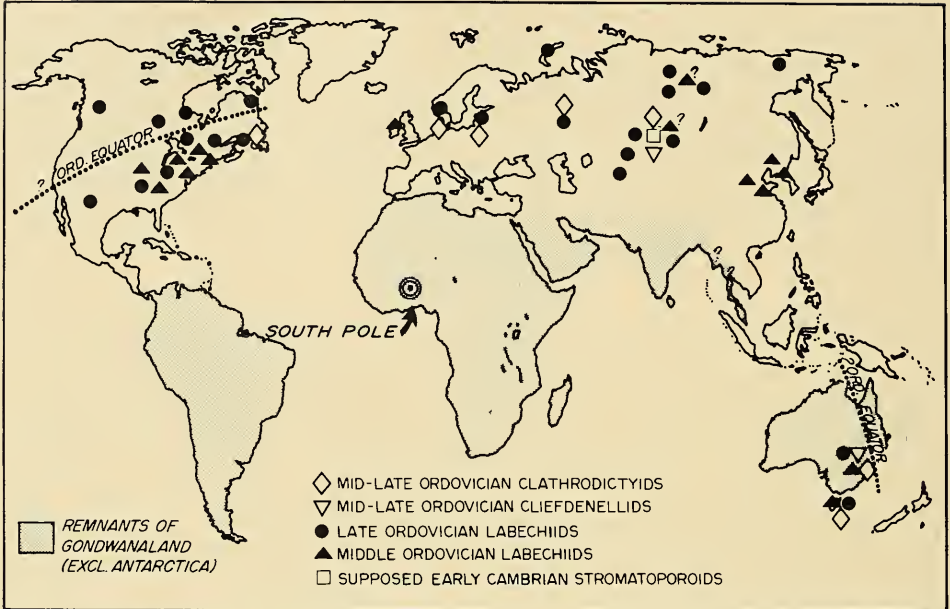 ? ORD. EQUATOR
?
?
?
?
? ORD.
EQUATOR
SOUTH POLE
MID-LATE ORDOVICIAN CLATHRODICTYIDS
MID-LATE ORDOVICIAN CLIEFDENELLIDS
LATE ORDOVICIAN LABECHIIDS
MIDDLE ORDOVICIAN LABECHIIDS
SUPPOSED EARLY CAMBRIAN STROMATOPOROIDS
REMNANTS OF
GONDWANALAND
(EXCL. ANTARCTICA)